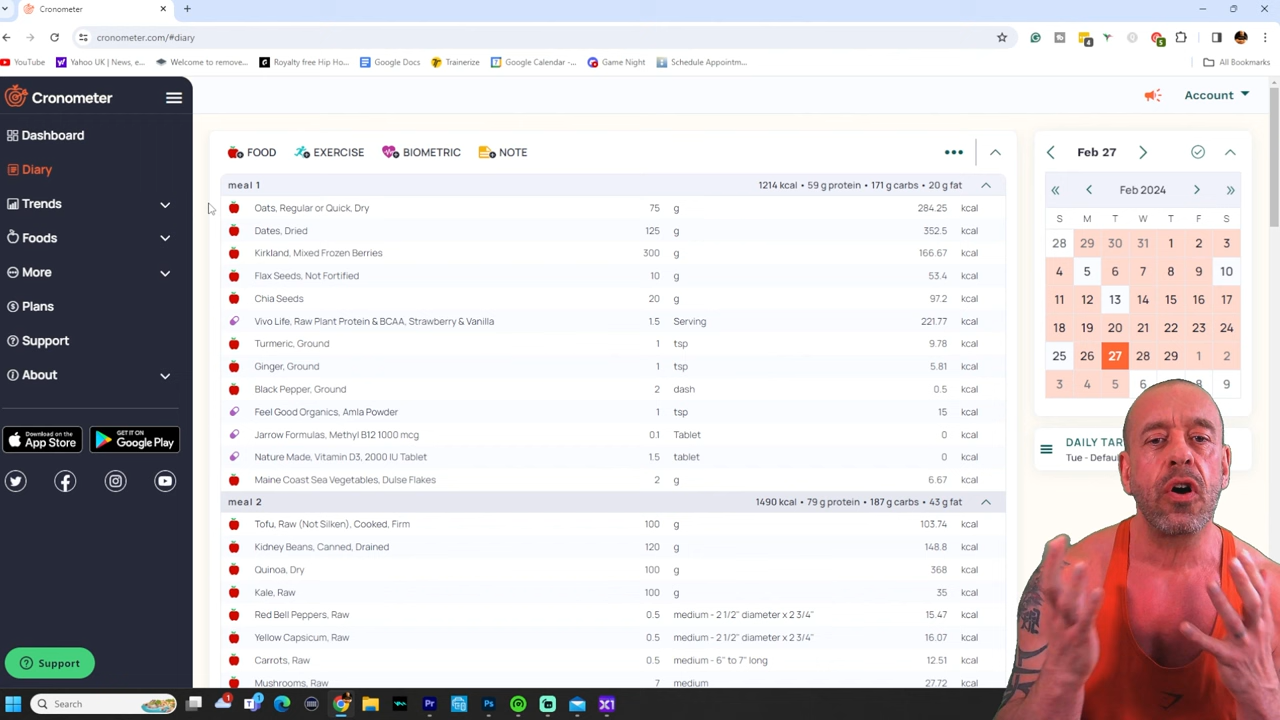 Cronometer
cronometer.com/#diary
YouTube
Yahoo UK | News, e...
Welcome to remove...
Royalty free Hip Ho...
Google Docs
Trainerize
Google Calendar -...
Game Night
Schedule Appointm...
All Bookmarks
Cronometer
Account
Dashboard
Diary
Trends
Foods
More
Plans
Support
About
Download on the App Store
GET IT ON Google Play
Support
FOOD EXERCISE BIOMETRIC NOTE
meal 1 1214 kcal • 59 g protein • 171 g carbs • 20 g fat
Oats, Regular or Quick, Dry 75 g 284.25 kcal
Dates, Dried 125 g 352.5 kcal
Kirkland, Mixed Frozen Berries 300 g 166.67 kcal
Flax Seeds, Not Fortified 10 g 53.4 kcal
Chia Seeds 20 g 97.2 kcal
Vivo Life, Raw Plant Protein & BCAA, Strawberry & Vanilla 1.5 Serving 221.77 kcal
Turmeric, Ground 1 tsp 9.78 kcal
Ginger, Ground 1 tsp 5.81 kcal
Black Pepper, Ground 2 dash 0.5 kcal
Feel Good Organics, Amla Powder 1 tsp 15 kcal
Jarrow Formulas, Methyl B12 1000 mcg 0.1 Tablet 0 kcal
Nature Made, Vitamin D3, 2000 IU Tablet 1.5 tablet 0 kcal
Maine Coast Sea Vegetables, Dulse Flakes 2 g 6.67 kcal
meal 2 1490 kcal • 79 g protein • 187 g carbs • 43 g fat
Tofu, Raw (Not Silken), Cooked, Firm 100 g 103.74 kcal
Kidney Beans, Canned, Drained 120 g 148.8 kcal
Quinoa, Dry 100 g 368 kcal
Kale, Raw 100 g 35 kcal
Red Bell Peppers, Raw 0.5 medium - 2 1/2" diameter x 2 3/4" 15.47 kcal
Yellow Capsicum, Raw 0.5 medium - 2 1/2" diameter x 2 3/4" 16.07 kcal
Carrots, Raw 0.5 medium - 6" to 7" long 12.51 kcal
Mushrooms, Raw 7 medium 27.72 kcal
Feb 27
Feb 2024
S M T W T F S
28 29 30 31 1 2 3
4 5 6 7 8 9 10
11 12 13 14 15 16 17
18 19 20 21 22 23 24
25 26 27 28 29 1 2
3 4 5 6 8 9
DAILY TAR
Tue - Defau
Search